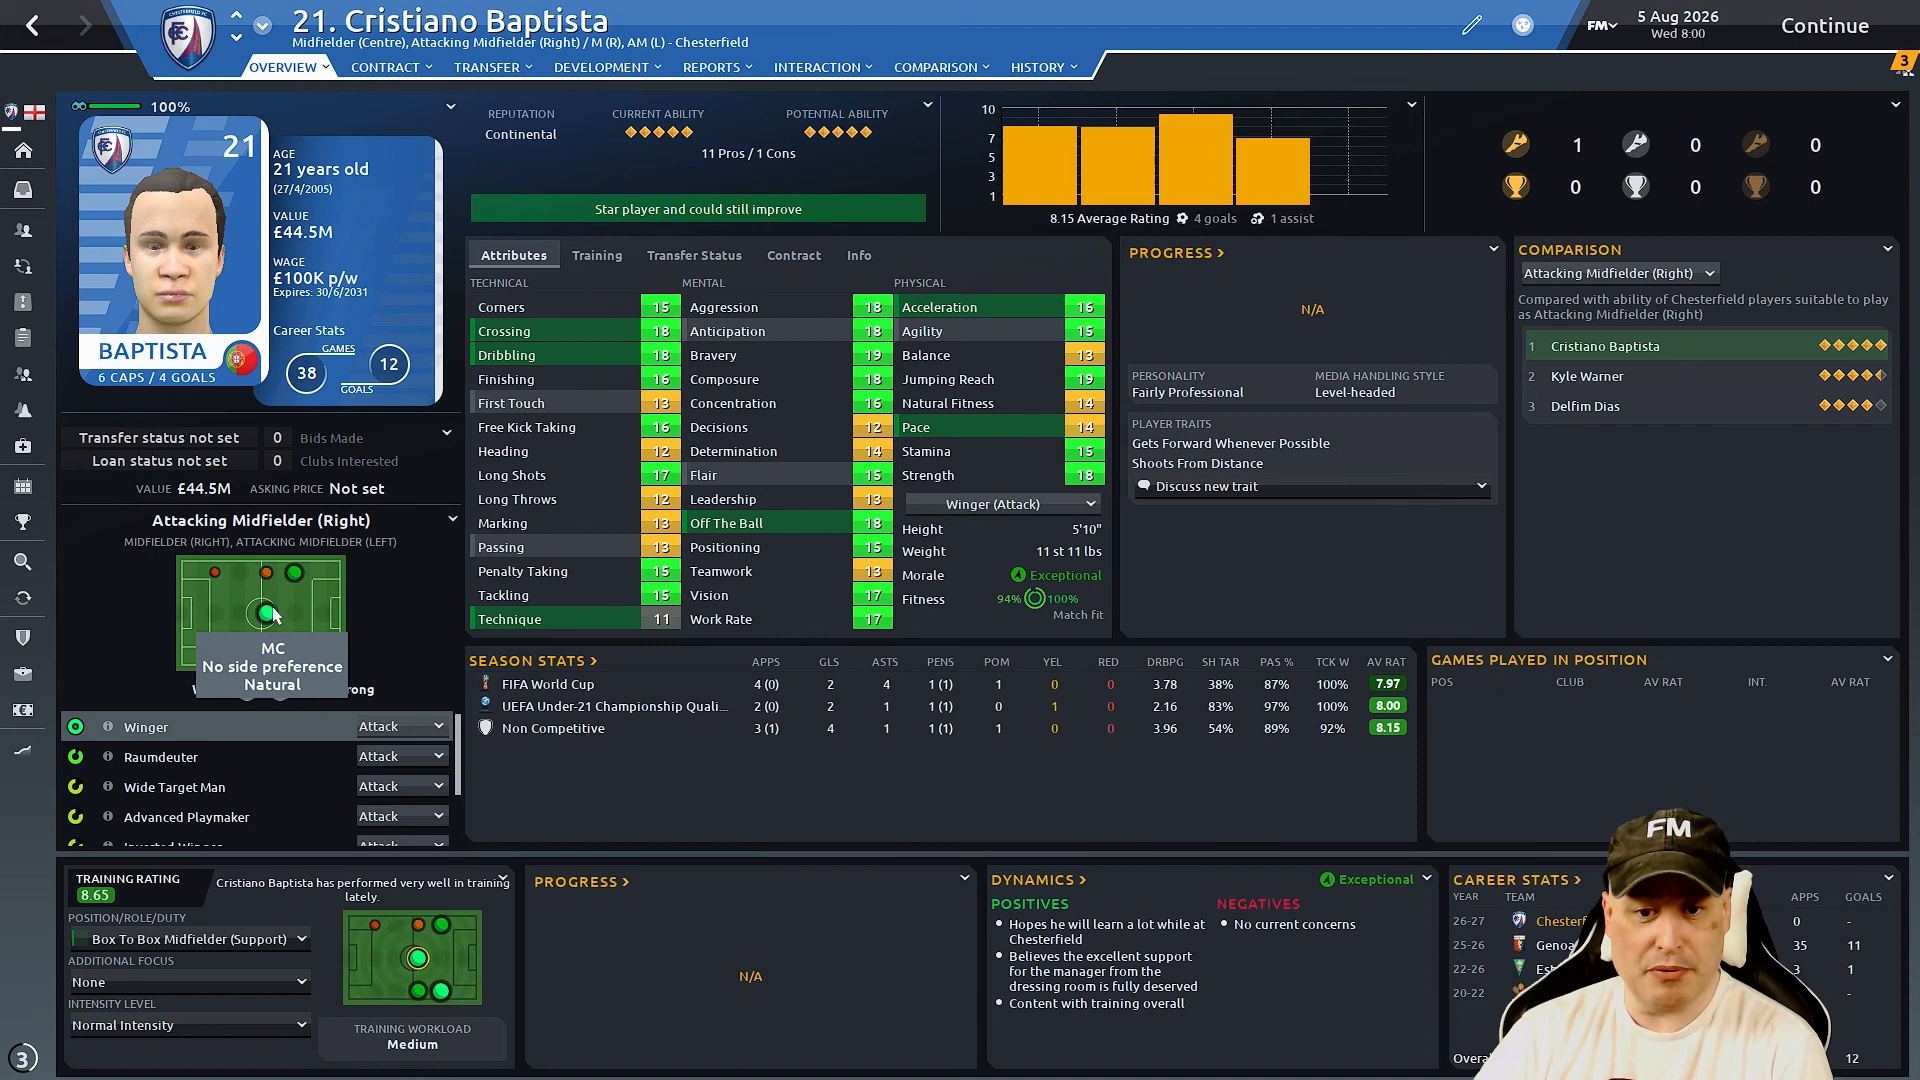 21. Cristiano Baptista
Midfielder (Centre), Attacking Midfielder (Right) / M (R), AM (L) - Chesterfield
FM
5 Aug 2026
Wed 8:00
Continue
3
OVERVIEW
CONTRACT
TRANSFER
DEVELOPMENT
REPORTS
INTERACTION
COMPARISON
HISTORY
100%
21
AGE
21 years old
(27/4/2005)
VALUE
£44.5M
WAGE
£100K p/w
Expires: 30/6/2031
Career Stats
GAMES
38
12
GOALS
BAPTISTA
6 CAPS / 4 GOALS
REPUTATION
Continental
CURRENT ABILITY
POTENTIAL ABILITY
11 Pros / 1 Cons
Star player and could still improve
10
7
5
3
1
8.15 Average Rating 4 goals 1 assist
1 0 0
0 0 0
Transfer status not set 0 Bids Made
Loan status not set 0 Clubs Interested
VALUE £44.5M ASKING PRICE Not set
Attacking Midfielder (Right)
MIDFIELDER (RIGHT), ATTACKING MIDFIELDER (LEFT)
MC
No side preference
Natural
Winger Attack
Raumdeuter Attack
Wide Target Man Attack
Advanced Playmaker Attack
Inverted Winger Attack
Attributes
Training
Transfer Status
Contract
Info
TECHNICAL
Corners 15
Crossing 18
Dribbling 18
Finishing 16
First Touch 13
Free Kick Taking 16
Heading 12
Long Shots 17
Long Throws 12
Marking 13
Passing 13
Penalty Taking 15
Tackling 15
Technique 11
MENTAL
Aggression 18
Anticipation 18
Bravery 19
Composure 18
Concentration 16
Decisions 12
Determination 14
Flair 15
Leadership 13
Off The Ball 18
Positioning 15
Teamwork 13
Vision 17
Work Rate 17
PHYSICAL
Acceleration 16
Agility 15
Balance 13
Jumping Reach 19
Natural Fitness 14
Pace 14
Stamina 15
Strength 18
Winger (Attack)
Height 5'10"
Weight 11 st 11 lbs
Morale Exceptional
Fitness 94% 100%
Match fit
PROGRESS >
N/A
PERSONALITY
Fairly Professional
MEDIA HANDLING STYLE
Level-headed
PLAYER TRAITS
Gets Forward Whenever Possible
Shoots From Distance
Discuss new trait
COMPARISON
Attacking Midfielder (Right)
Compared with ability of Chesterfield players suitable to play
as Attacking Midfielder (Right)
1 Cristiano Baptista
2 Kyle Warner
3 Delfim Dias
SEASON STATS > APPS GLS ASTS PENS POM YEL RED DRBPG SH TAR PAS % TCK W AV RAT
FIFA World Cup 4 (0) 2 4 1 (1) 1 0 0 3.78 38% 87% 100% 7.97
UEFA Under-21 Championship Quali... 2 (0) 2 1 1 (1) 0 1 0 2.16 83% 97% 100% 8.00
Non Competitive 3 (1) 4 1 1 (1) 1 0 0 3.96 54% 89% 92% 8.15
GAMES PLAYED IN POSITION
POS CLUB AV RAT INT. AV RAT
TRAINING RATING
8.65
Cristiano Baptista has performed very well in training
lately.
POSITION/ROLE/DUTY
Box To Box Midfielder (Support)
ADDITIONAL FOCUS
None
INTENSITY LEVEL
Normal Intensity
TRAINING WORKLOAD
Medium
PROGRESS >
N/A
DYNAMICS >
Exceptional
POSITIVES
Hopes he will learn a lot while at
Chesterfield
Believes the excellent support
for the manager from the
dressing room is fully deserved
Content with training overall
NEGATIVES
No current concerns
CAREER STATS >
YEAR TEAM APPS GOALS
26-27 Chesterf 0 -
25-26 Genoa 35 11
22-26 Est 3 1
20-22 -
Overa 12
3
FM